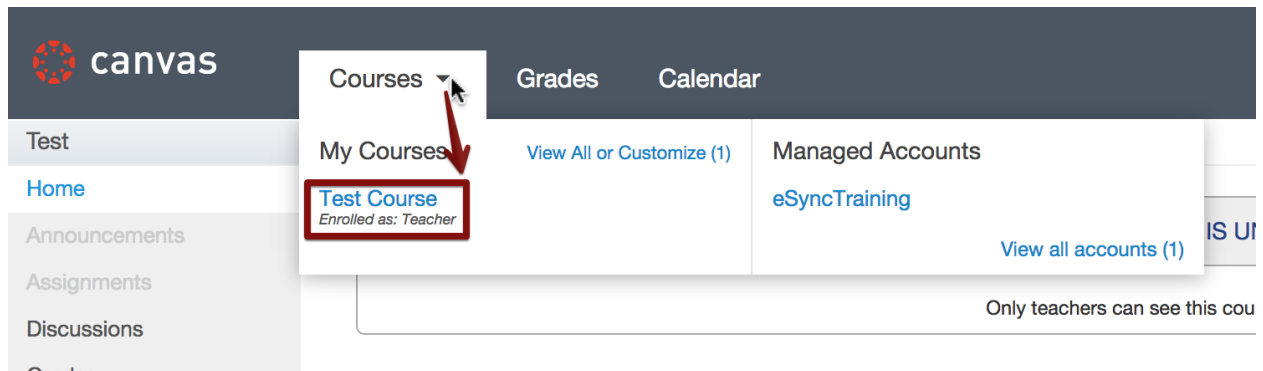 canvas
Courses
Grades
Calendar
Test
Home
Announcements
Assignments
Discussions
My Courses
View All or Customize (1)
Test Course
Enrolled as: Teacher
Managed Accounts
eSyncTraining
View all accounts (1)
IS
Only teachers can see this